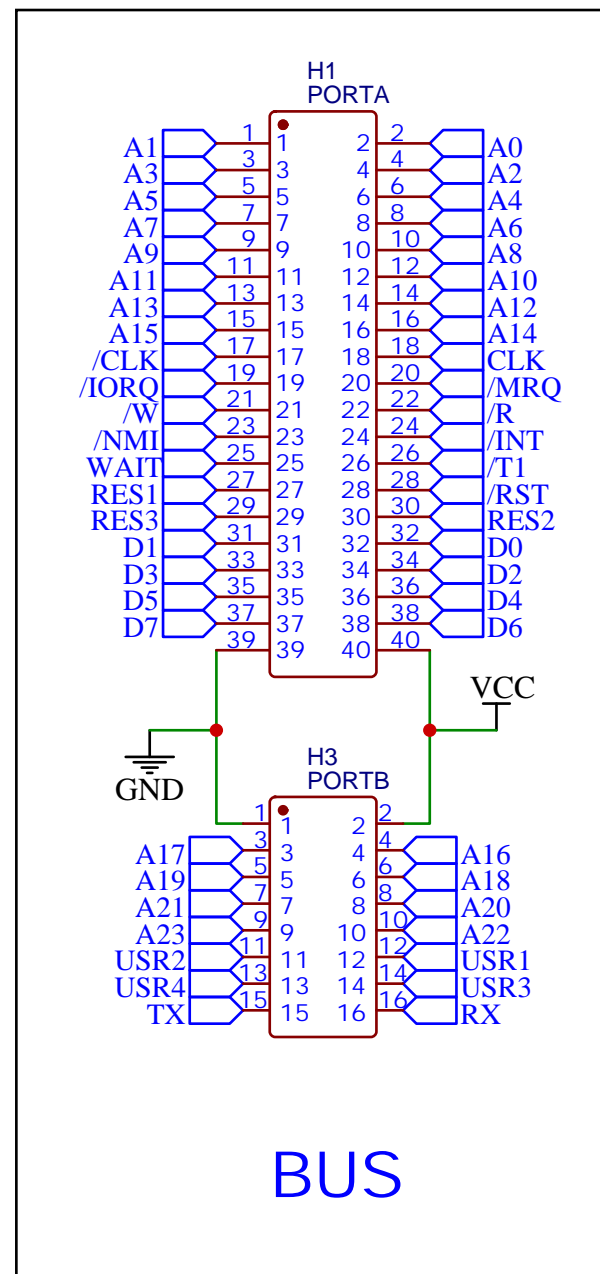 H1
PORTA
A1 1 1 2 2 A0
A3 3 3 4 4 A2
A5 5 5 6 6 A4
A7 7 7 8 8 A6
A9 9 9 10 10 A8
A11 11 11 12 12 A10
A13 13 13 14 14 A12
A15 15 15 16 16 A14
/CLK 17 17 18 18 CLK
/IORQ 19 19 20 20 /MRQ
/W 21 21 22 22 /R
/NMI 23 23 24 24 /INT
WAIT 25 25 26 26 /T1
RES1 27 27 28 28 /RST
RES3 29 29 30 30 RES2
D1 31 31 32 32 D0
D3 33 33 34 34 D2
D5 35 35 36 36 D4
D7 37 37 38 38 D6
39 39 40 40
VCC
GND
H3
PORTB
1 1 2 2
A17 3 3 4 4 A16
A19 5 5 6 6 A18
A21 7 7 8 8 A20
A23 9 9 10 10 A22
USR2 11 11 12 12 USR1
USR4 13 13 14 14 USR3
TX 15 15 16 16 RX
BUS